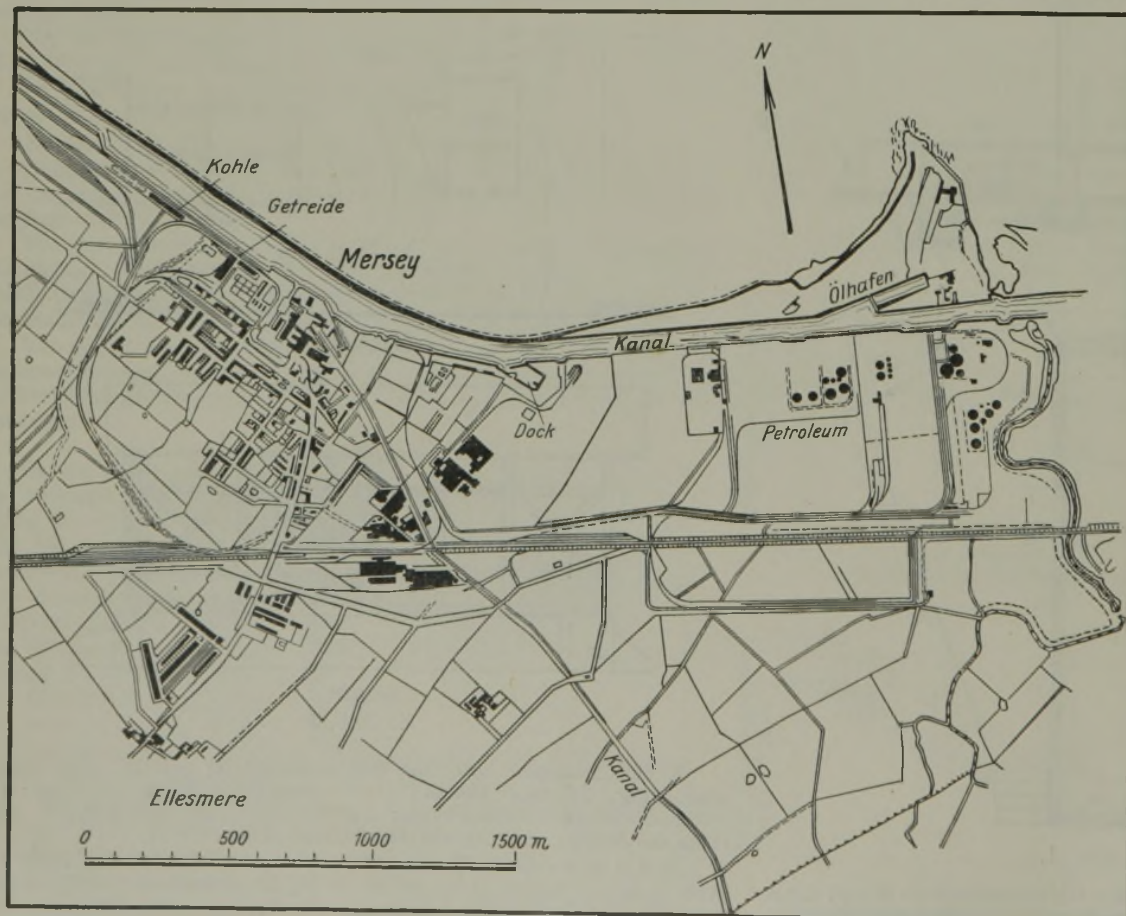 N
Kohle
Getreide
Mersey
Ölhafen
Kanal
Dock
Petroleum
Kanal
Ellesmere
0 500 1000 1500 m.